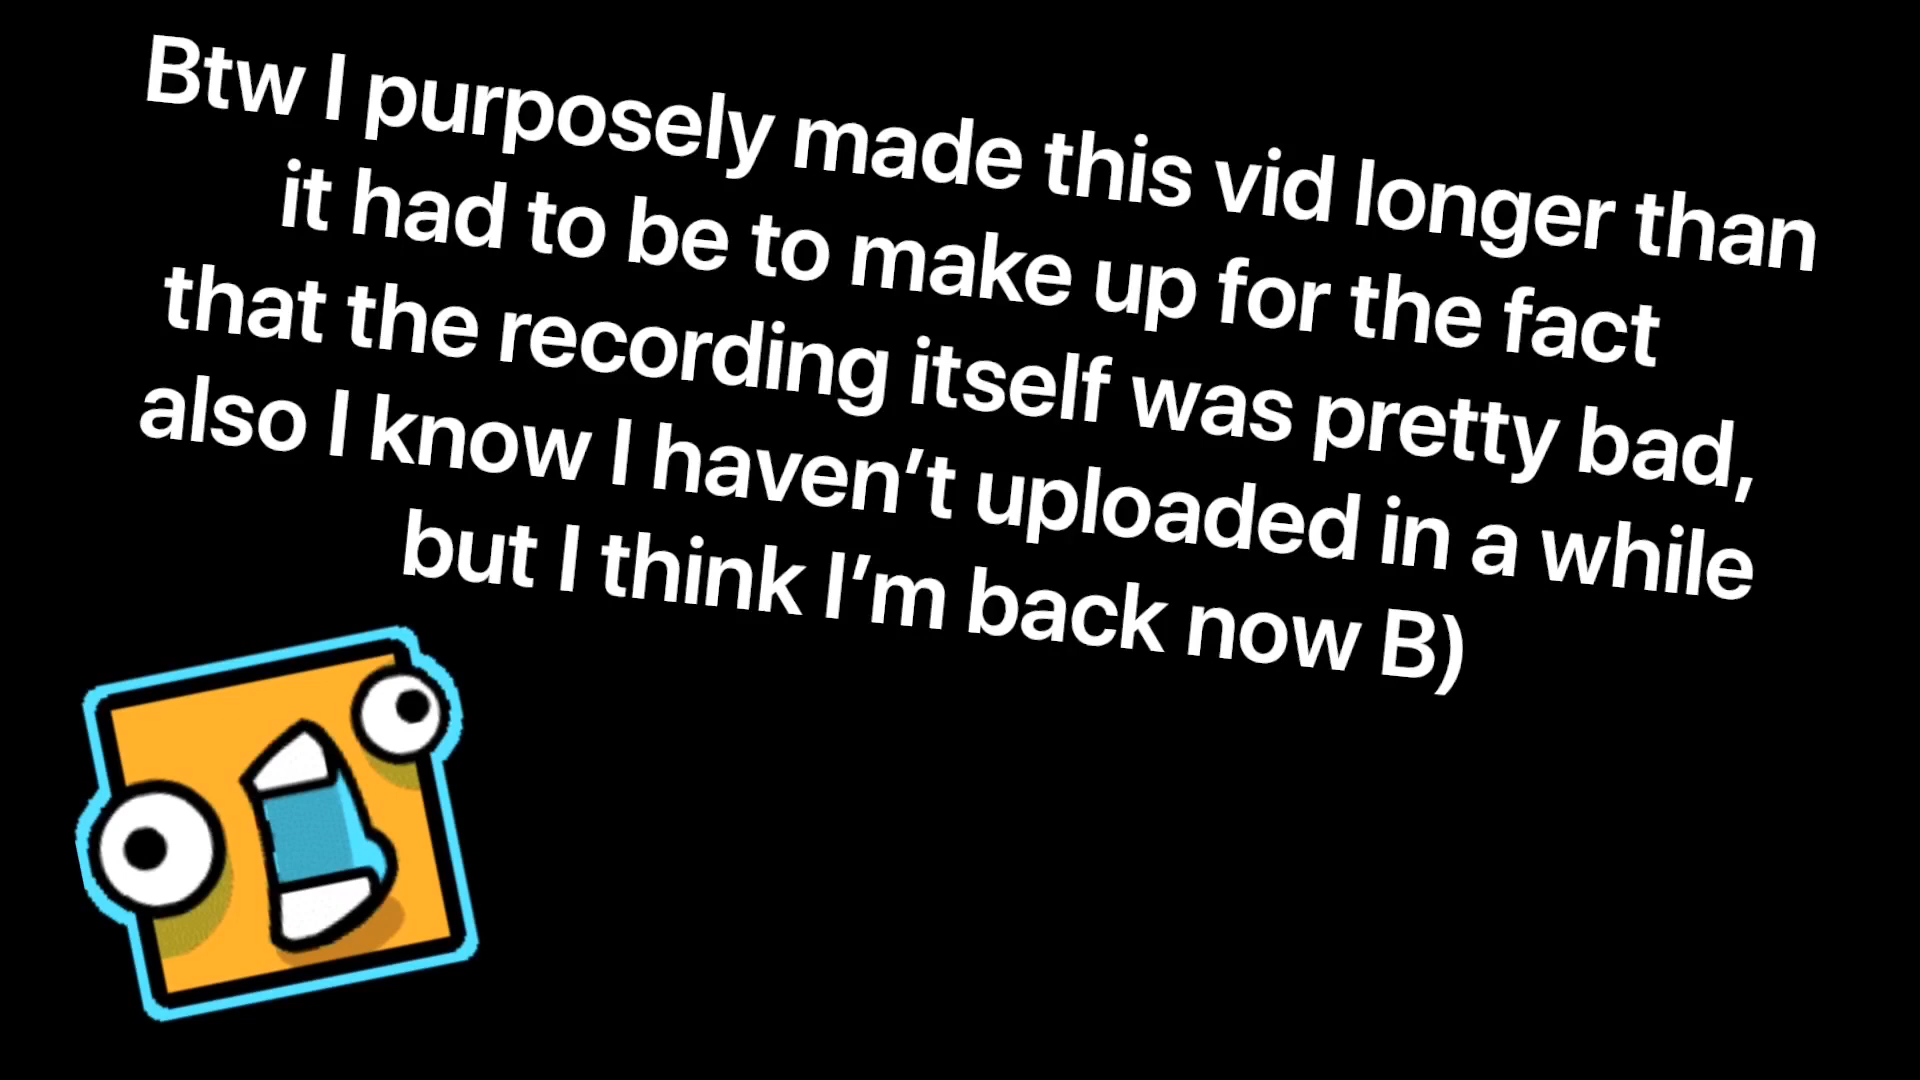 Btw I purposely made this vid longer than
it had to be to make up for the fact
that the recording itself was pretty bad,
also I know I haven’t uploaded in a while
but I think I’m back now B)